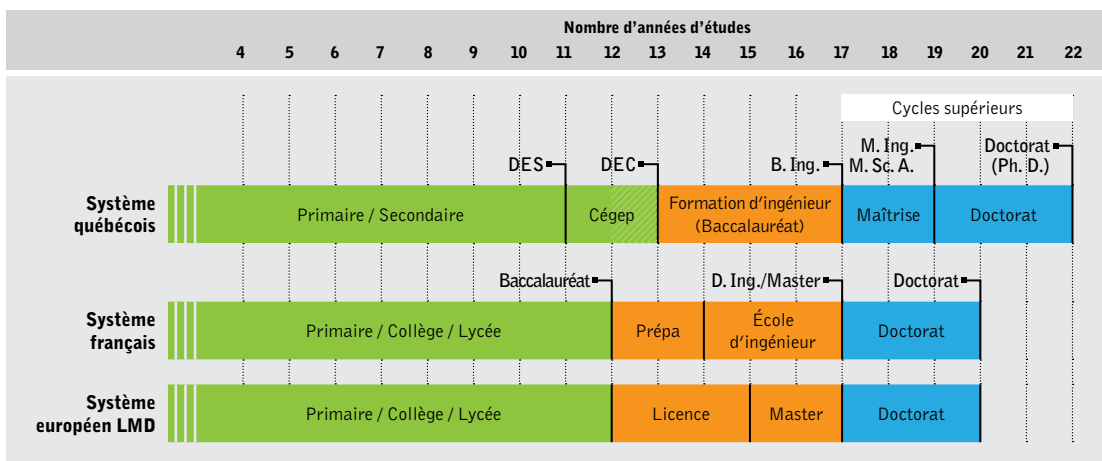 Nombre d'années d'études
4 5 6 7 8 9 10 11 12 13 14 15 16 17 18 19 20 21 22
Cycles supérieurs
DES DEC B. Ing. M. Ing. M. Sc. A. Doctorat (Ph. D.)
Système québécois
Primaire / Secondaire
Cégep
Formation d'ingénieur
(Baccalauréat)
Maîtrise
Doctorat
Baccalauréat D. Ing./Master Doctorat
Système français
Primaire / Collège / Lycée
Prépa
École
d'ingénieur
Doctorat
Système
européen LMD
Primaire / Collège / Lycée
Licence
Master
Doctorat